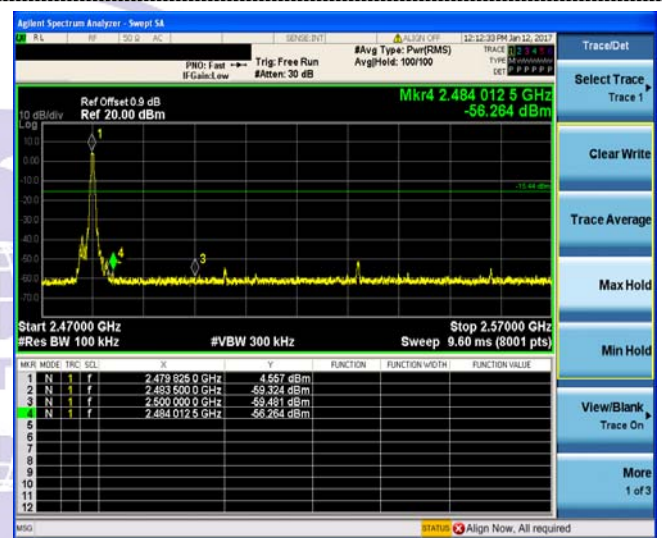 Agilent Spectrum Analyzer - Swept SA
RL RF 50 Ω AC SENSE:INT ALIGN OFF 12:12:33 PM Jan 12, 2017
#Avg Type: Pwr(RMS) TRACE 1 2 3 4 5 6
PNO: Fast Trig: Free Run Avg|Hold: 100/100 TYPE
IFGain:Low #Atten: 30 dB DET P P P P P P
Mkr4 2.484 012 5 GHz
-56.264 dBm
Ref Offset 0.9 dB
10 dB/div Ref 20.00 dBm
Log
10.0
0.00
-10.0
-20.0
-30.0
-40.0
-50.0
-60.0
-70.0
1
4
3
-15.44 dBm
Start 2.47000 GHz Stop 2.57000 GHz
#Res BW 100 kHz #VBW 300 kHz Sweep 9.60 ms (8001 pts)
MKR MODE TRC SCL X Y FUNCTION FUNCTION WIDTH FUNCTION VALUE
1 N 1 f 2.479 825 0 GHz 4.557 dBm
2 N 1 f 2.483 500 0 GHz -59.324 dBm
3 N 1 f 2.500 000 0 GHz -59.481 dBm
4 N 1 f 2.484 012 5 GHz -56.264 dBm
5
6
7
8
9
10
11
12
MSG STATUS Align Now, All required
Trace/Det
Select Trace
Trace 1
Clear Write
Trace Average
Max Hold
Min Hold
View/Blank
Trace On
More
1 of 3